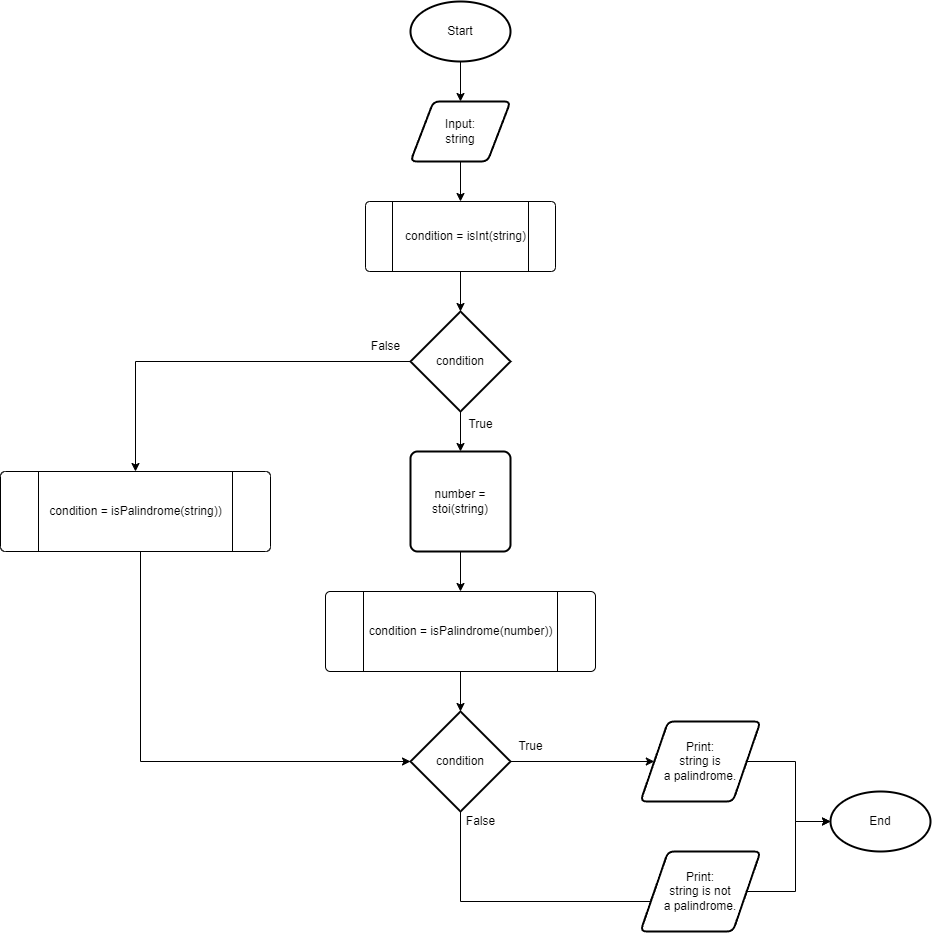 Start
Input:
string
condition = isInt(string)
False
condition
True
condition = isPalindrome(string))
number =
stoi(string)
condition = isPalindrome(number))
condition
True
Print:
string is
a palindrome.
False
End
Print:
string is not
a palindrome.